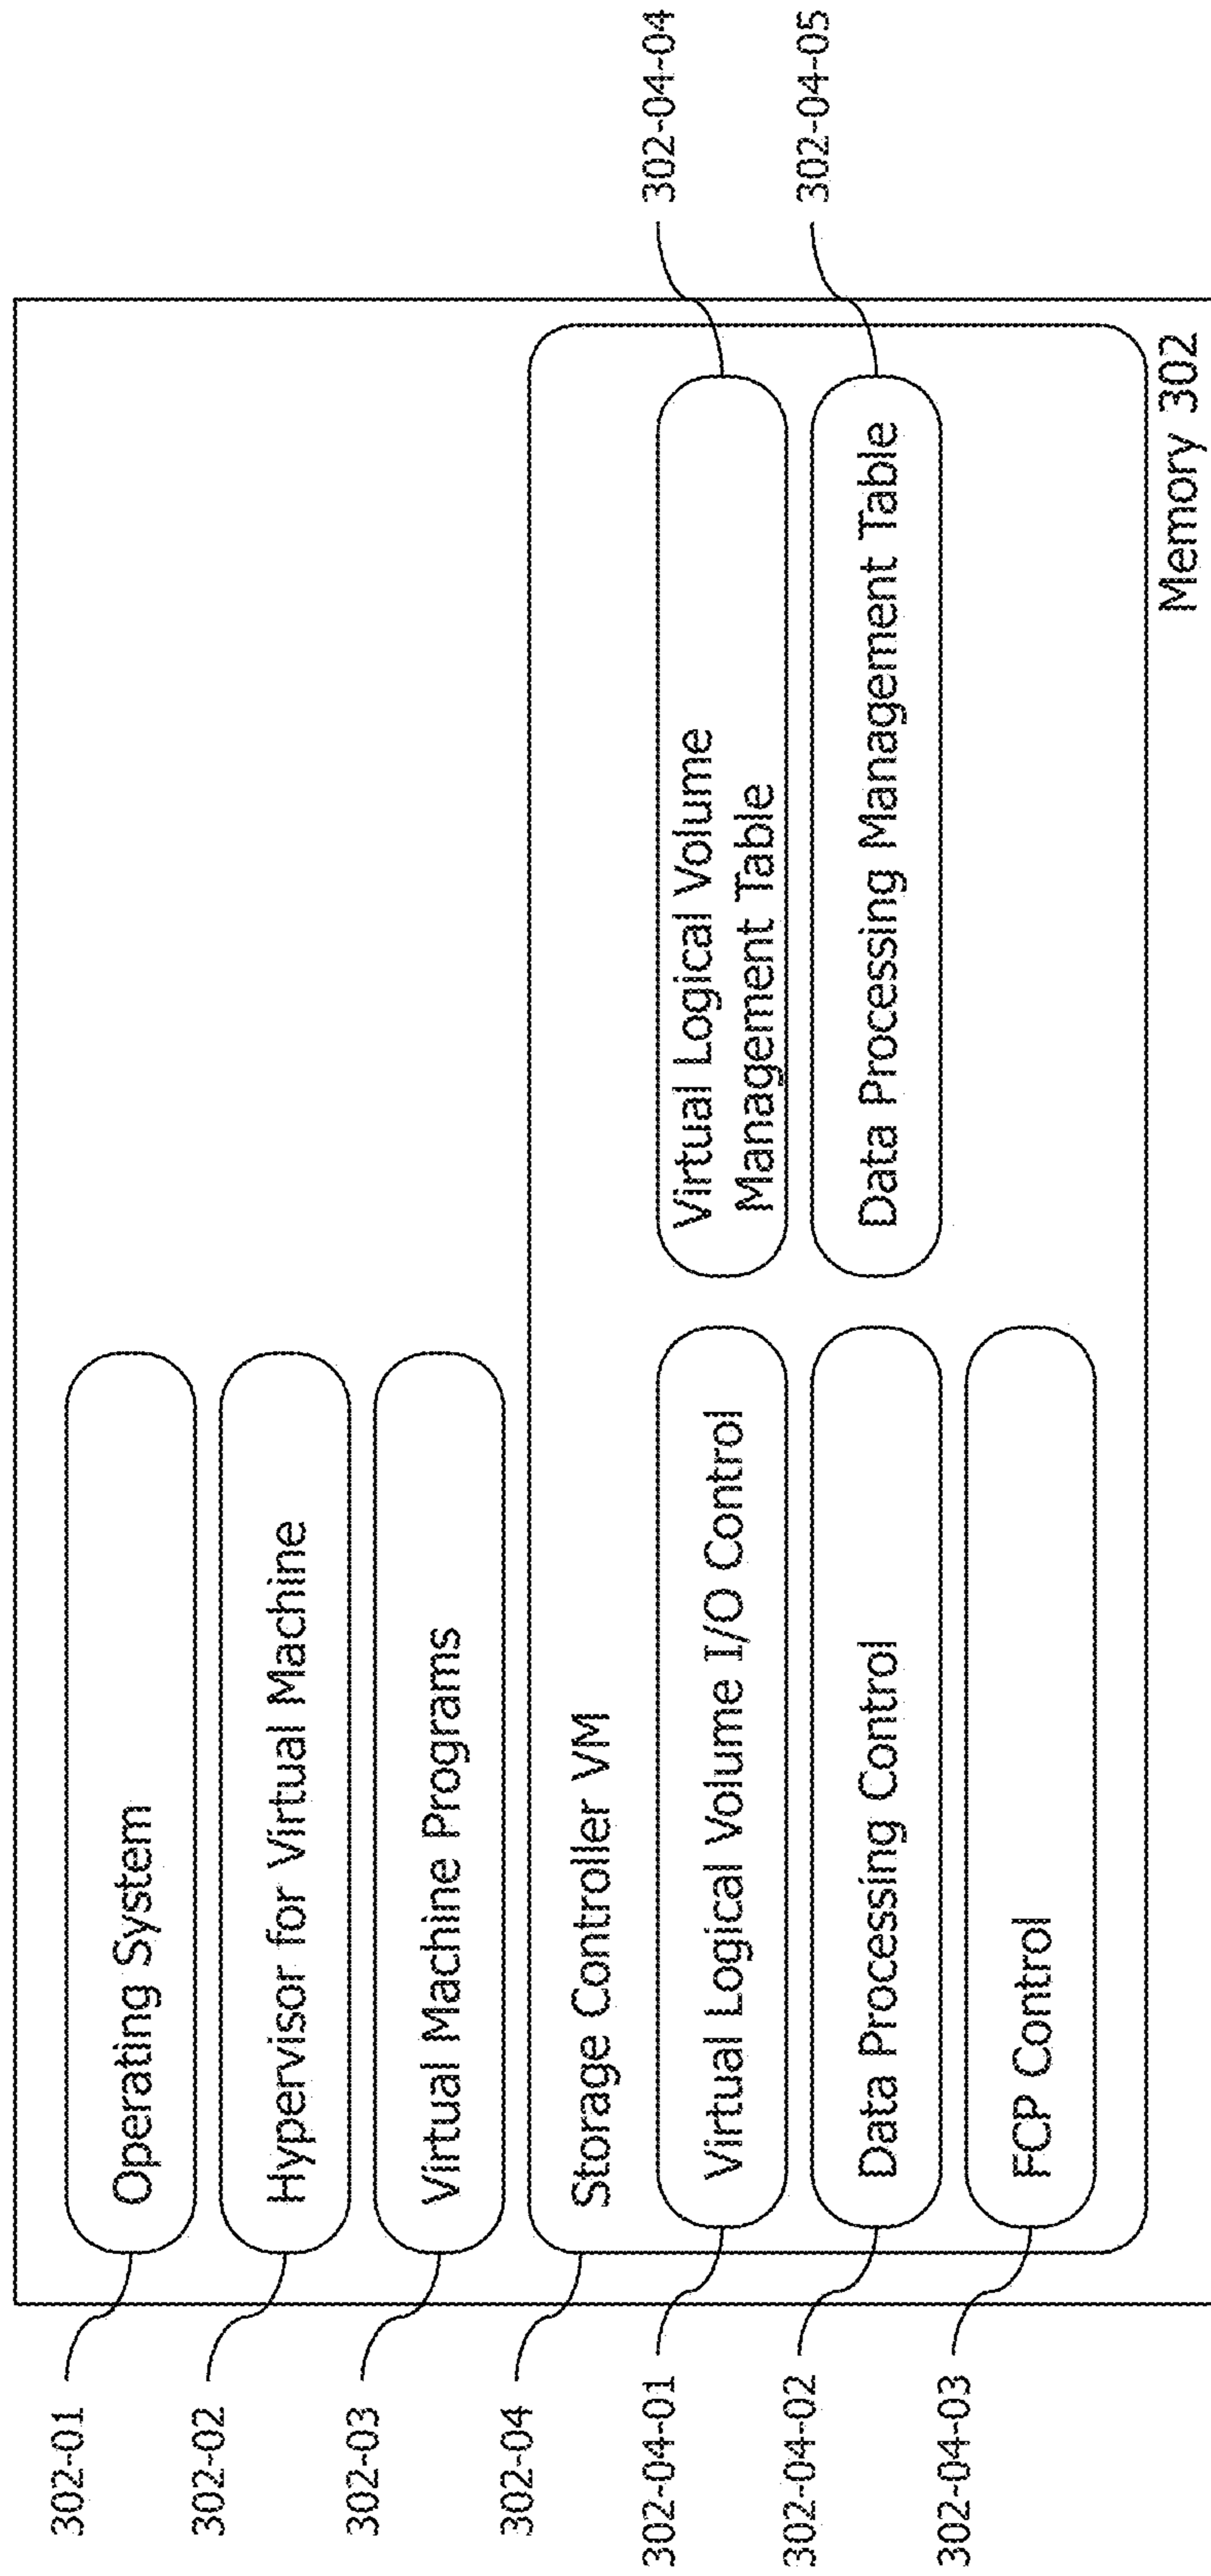 302-01
Operating System
302-02
Hypervisor for Virtual Machine
302-03
Virtual Machine Programs
302-04
Storage Controller VM
302-04-01
Virtual Logical Volume I/O Control
Virtual Logical Volume
Management Table
302-04-04
302-04-02
Data Processing Control
Data Processing Management Table
302-04-05
302-04-03
FCP Control
Memory 302